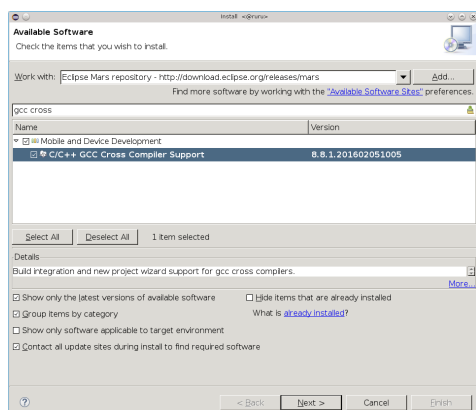 Install <@ruru>
Available Software
Check the items that you wish to install.
Work with: Eclipse Mars repository - http://download.eclipse.org/releases/mars Add...
Find more software by working with the "Available Software Sites" preferences.
gcc cross
Name Version
Mobile and Device Development
C/C++ GCC Cross Compiler Support 8.8.1.201602051005
Select All Deselect All 1 item selected
Details
Build integration and new project wizard support for gcc cross compilers.
More...
Show only the latest versions of available software Hide items that are already installed
Group items by category What is already installed?
Show only software applicable to target environment
Contact all update sites during install to find required software
? < Back Next > Cancel Finish